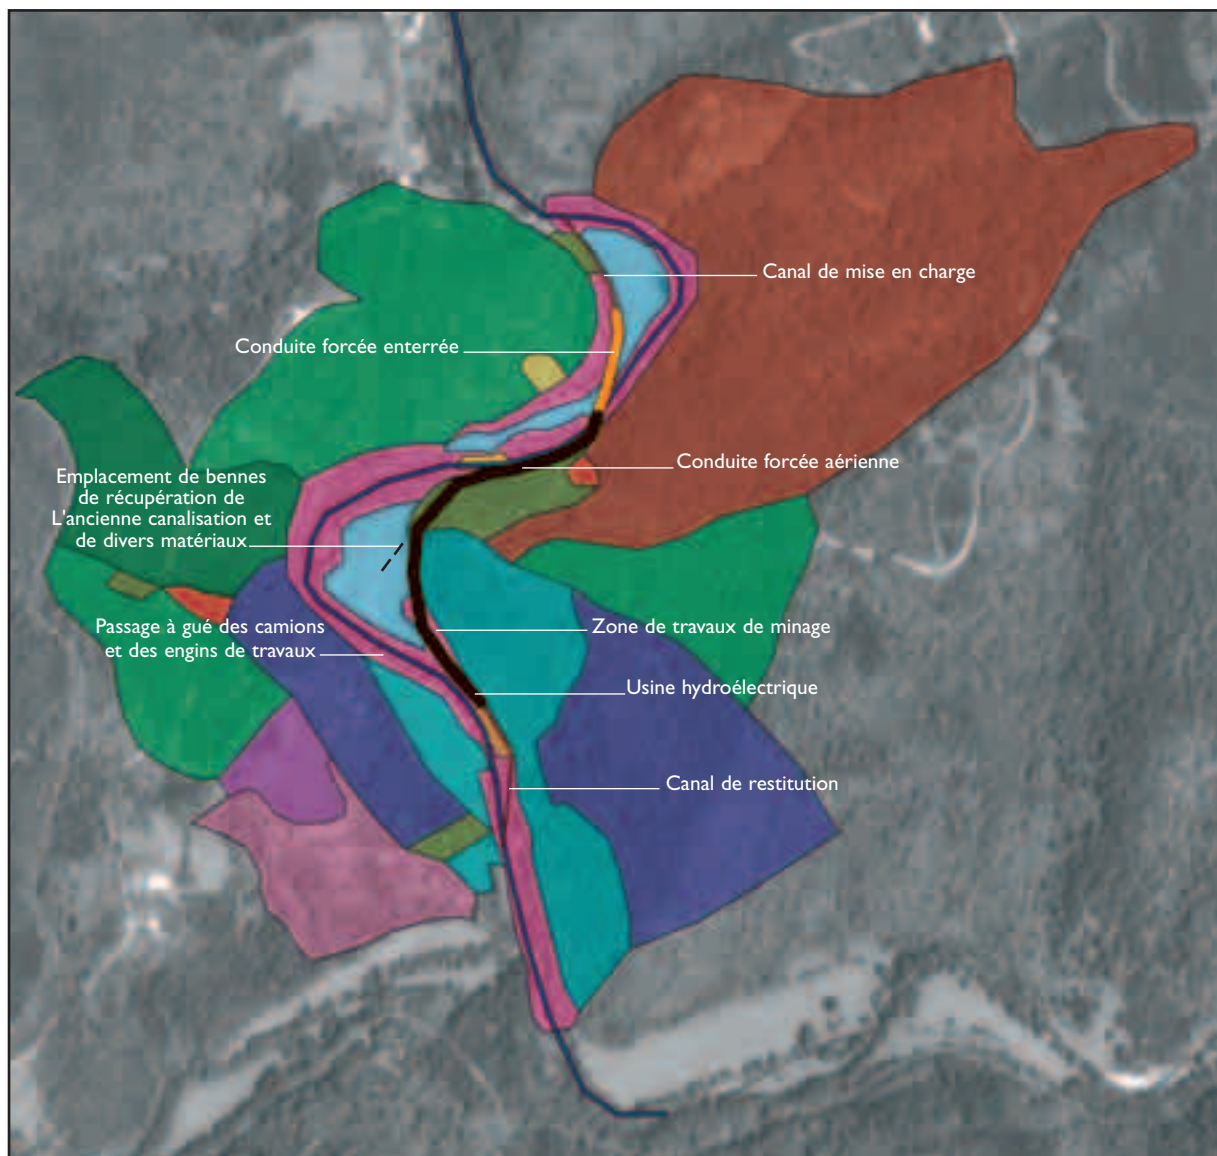 Canal de mise en charge
Conduite forcée enterrée
Conduite forcée aérienne
Emplacement de bennes
de récupération de
L'ancienne canalisation et
de divers matériaux
Passage à gué des camions
et des engins de travaux
Zone de travaux de minage
Usine hydroélectrique
Canal de restitution